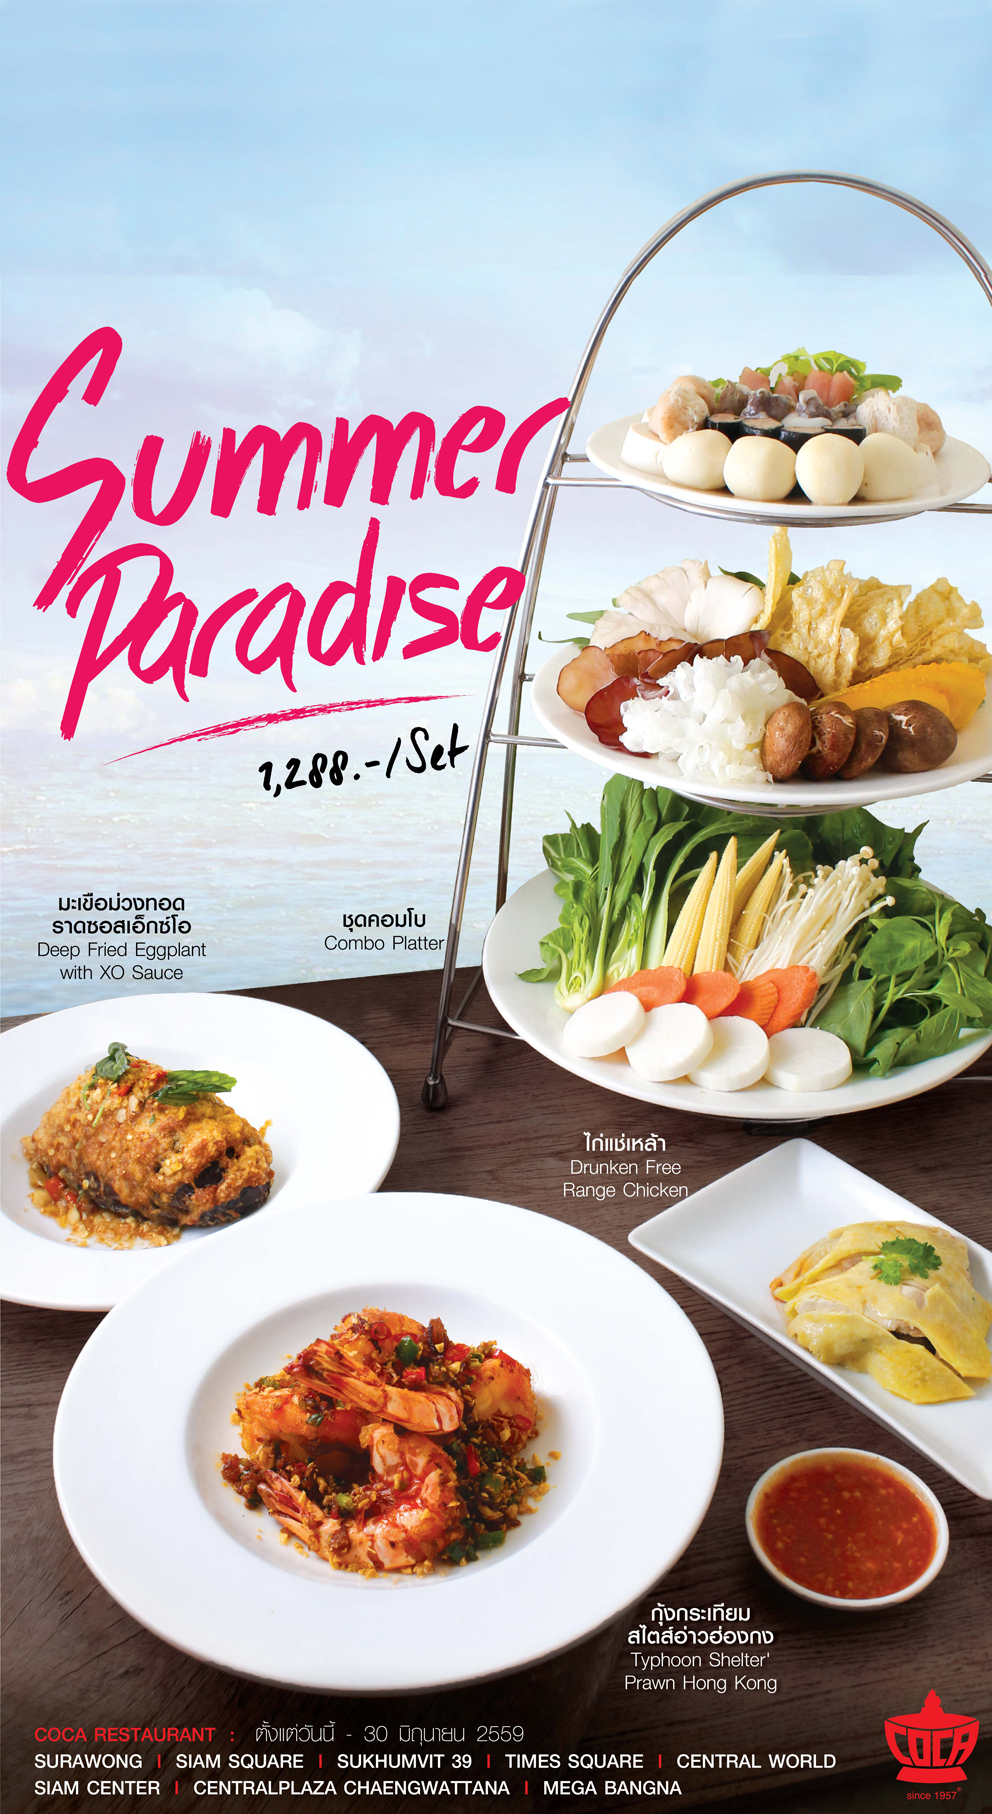 Summer
Paradise
1,288.-/Set
มะเขือม่วงทอด
ราดซอสเอ็กซ์โอ
Deep Fried Eggplant
with XO Sauce
ชุดคอมโบ
Combo Platter
ไก่แช่เหล้า
Drunken Free
Range Chicken
กุ้งกระเทียม
สไตล์อ่าวฮ่องกง
Typhoon Shelter'
Prawn Hong Kong
COCA RESTAURANT : ตั้งแต่วันนี้ - 30 มิถุนายน 2559
SURAWONG | SIAM SQUARE | SUKHUMVIT 39 | TIMES SQUARE | CENTRAL WORLD
SIAM CENTER | CENTRALPLAZA CHAENGWATTANA | MEGA BANGNA
COCA
since 1957